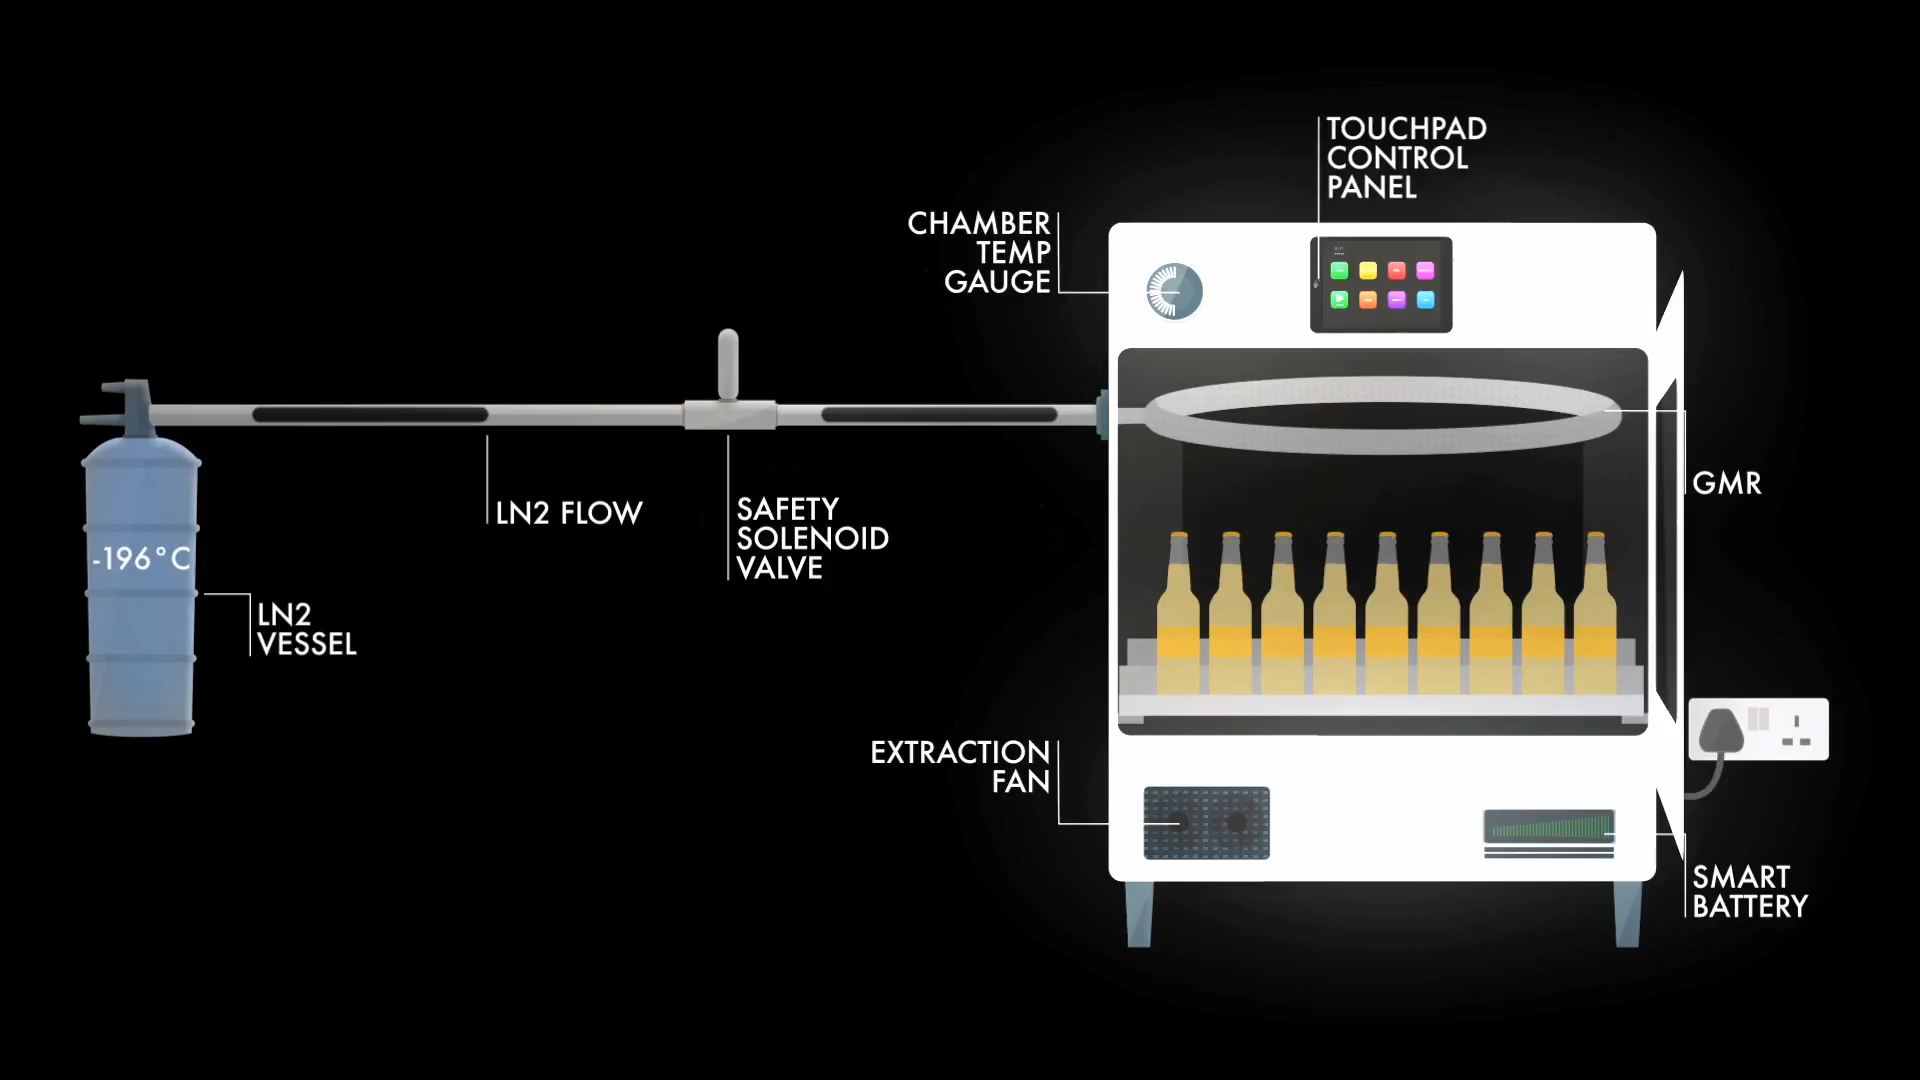 TOUCHPAD
CONTROL
PANEL
CHAMBER
TEMP
GAUGE
GMR
LN2 FLOW
SAFETY
SOLENOID
VALVE
-196°C
LN2
VESSEL
EXTRACTION
FAN
SMART
BATTERY